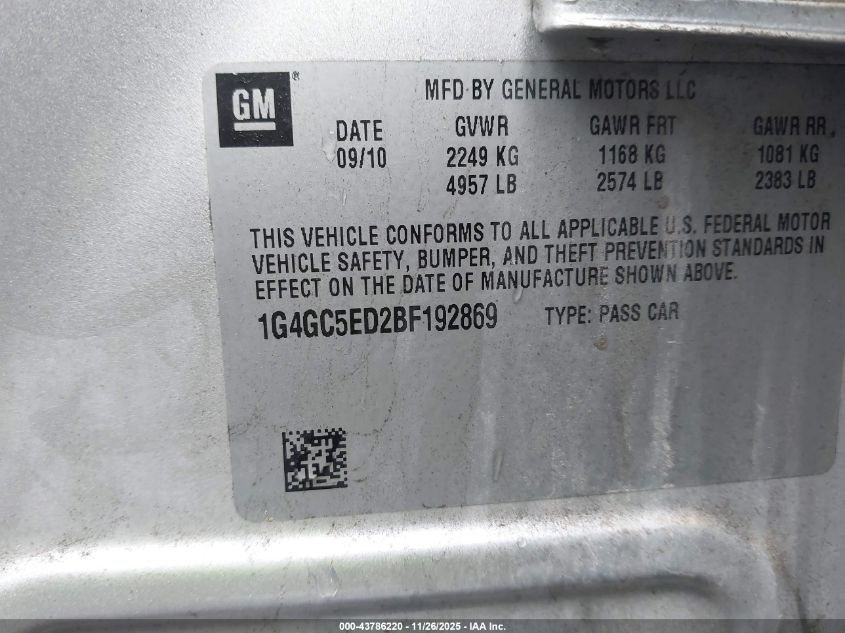 GM®
MFD BY GENERAL MOTORS LLC
DATE GVWR GAWR FRT GAWR RR
09/10 2249 KG 1168 KG 1081 KG
4957 LB 2574 LB 2383 LB
THIS VEHICLE CONFORMS TO ALL APPLICABLE U.S. FEDERAL MOTOR
VEHICLE SAFETY, BUMPER, AND THEFT PREVENTION STANDARDS IN
EFFECT ON THE DATE OF MANUFACTURE SHOWN ABOVE.
1G4GC5ED2BF192869 TYPE: PASS CAR
000-43786220 - 11/26/2025 - IAA Inc.